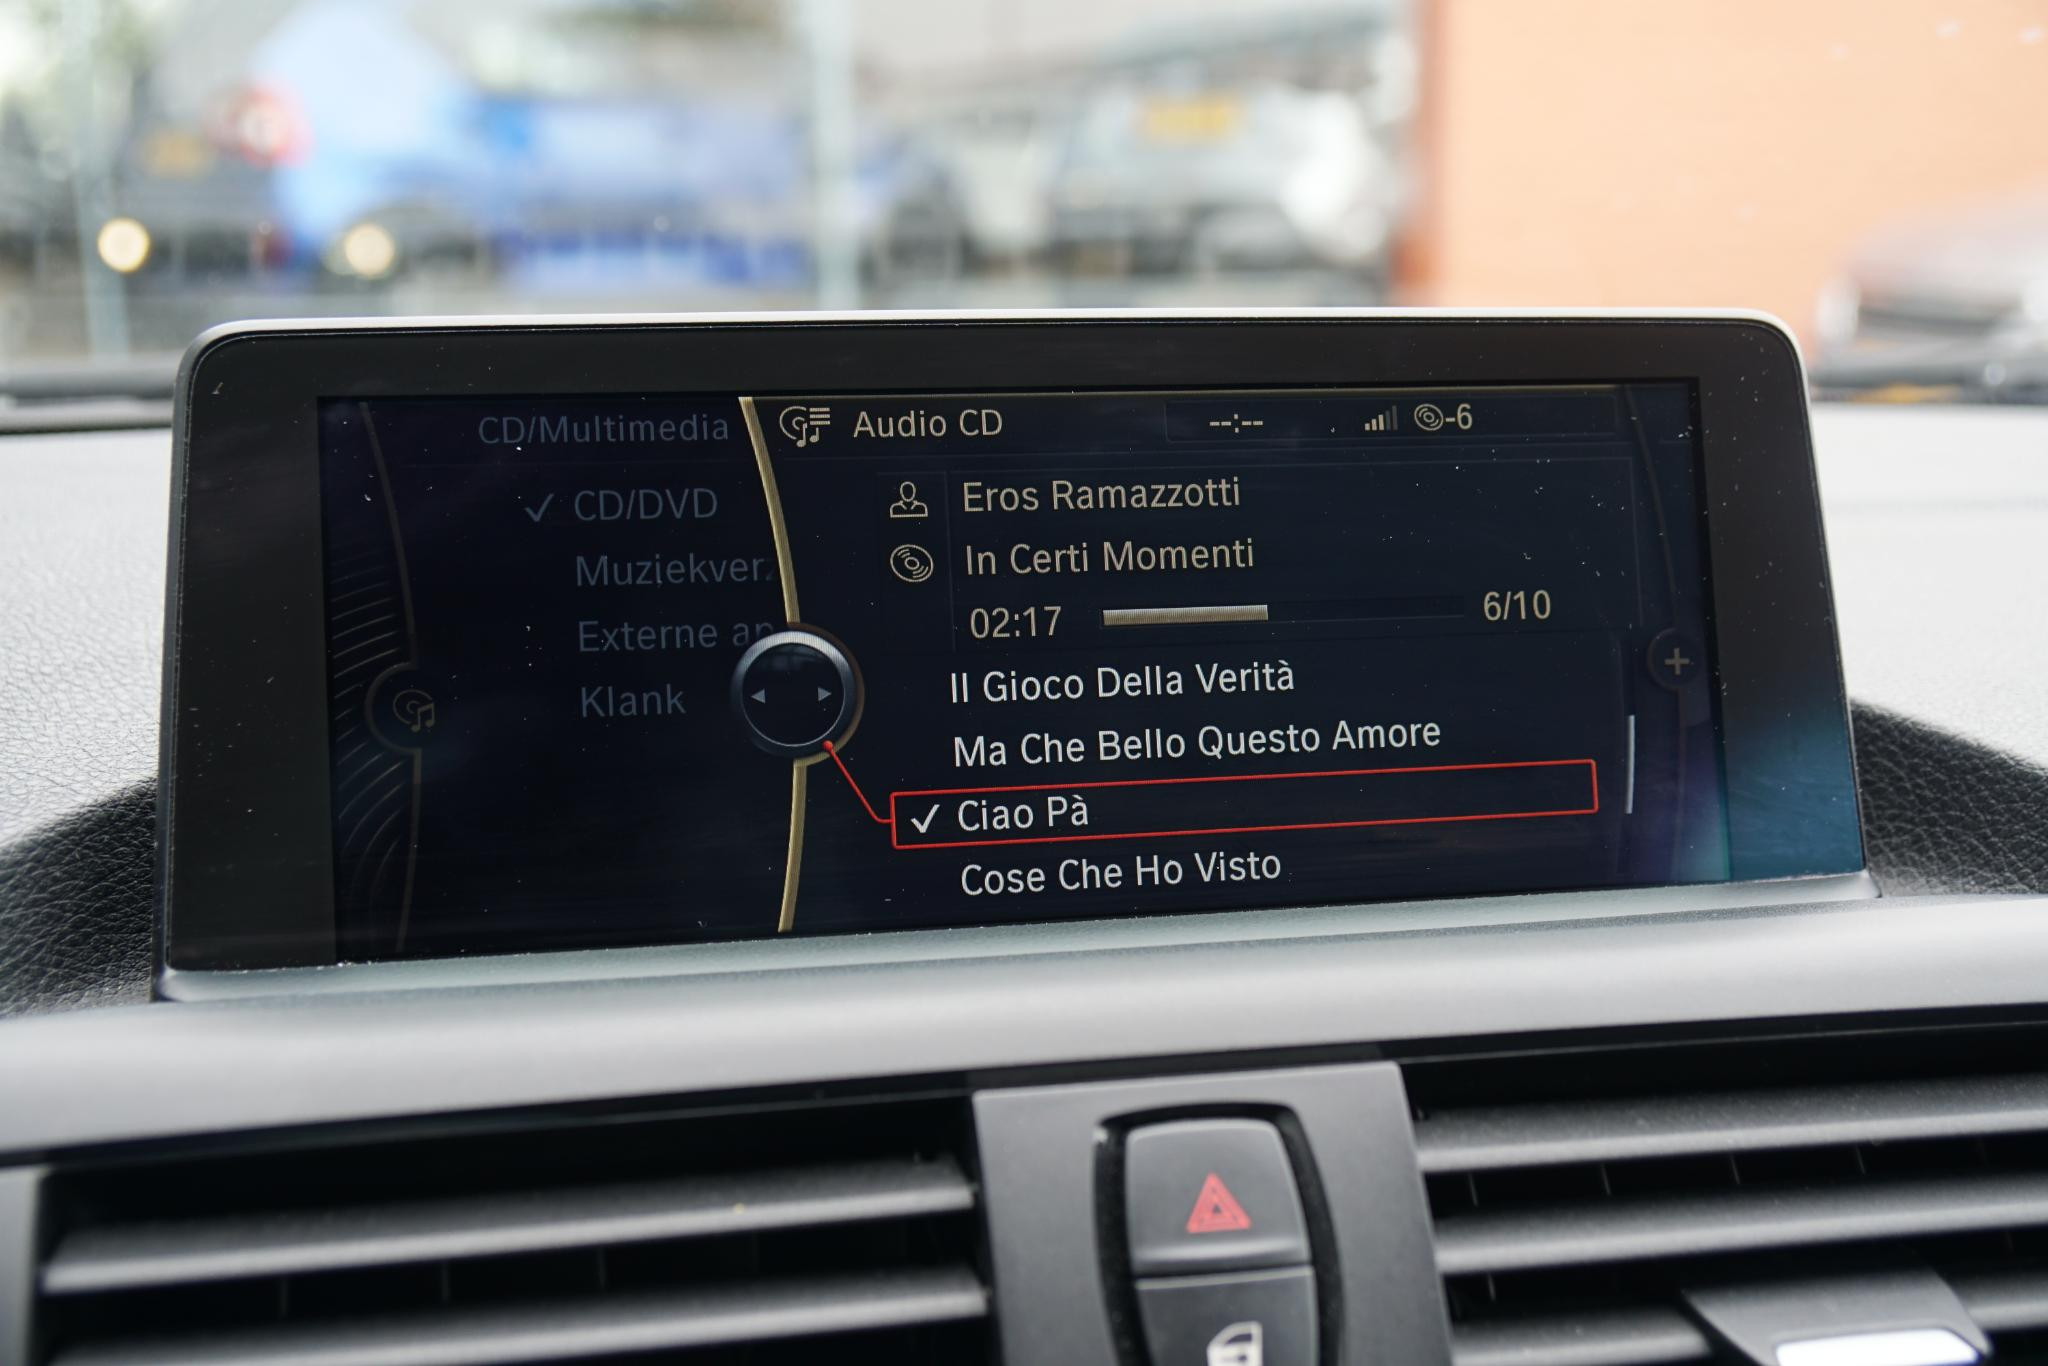 CD/Multimedia
CD/DVD
Muziekver
Externe ap
Klank
Audio CD
--:-- -6
Eros Ramazzotti
In Certi Momenti
02:17 6/10
Il Gioco Della Verità
Ma Che Bello Questo Amore
Ciao Pà
Cose Che Ho Visto